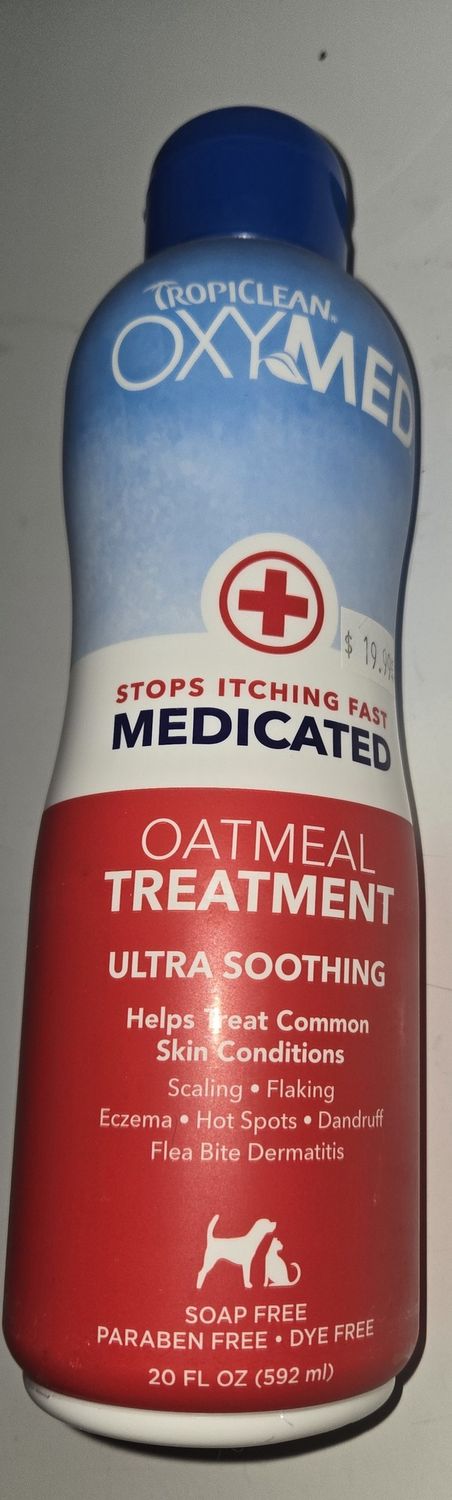 TROPICLEAN
OXYMED
$ 19.99
STOPS ITCHING FAST
MEDICATED
OATMEAL
TREATMENT
ULTRA SOOTHING
Helps Treat Common
Skin Conditions
Scaling • Flaking
Eczema • Hot Spots • Dandruff
Flea Bite Dermatitis
SOAP FREE
PARABEN FREE • DYE FREE
20 FL OZ (592 ml)